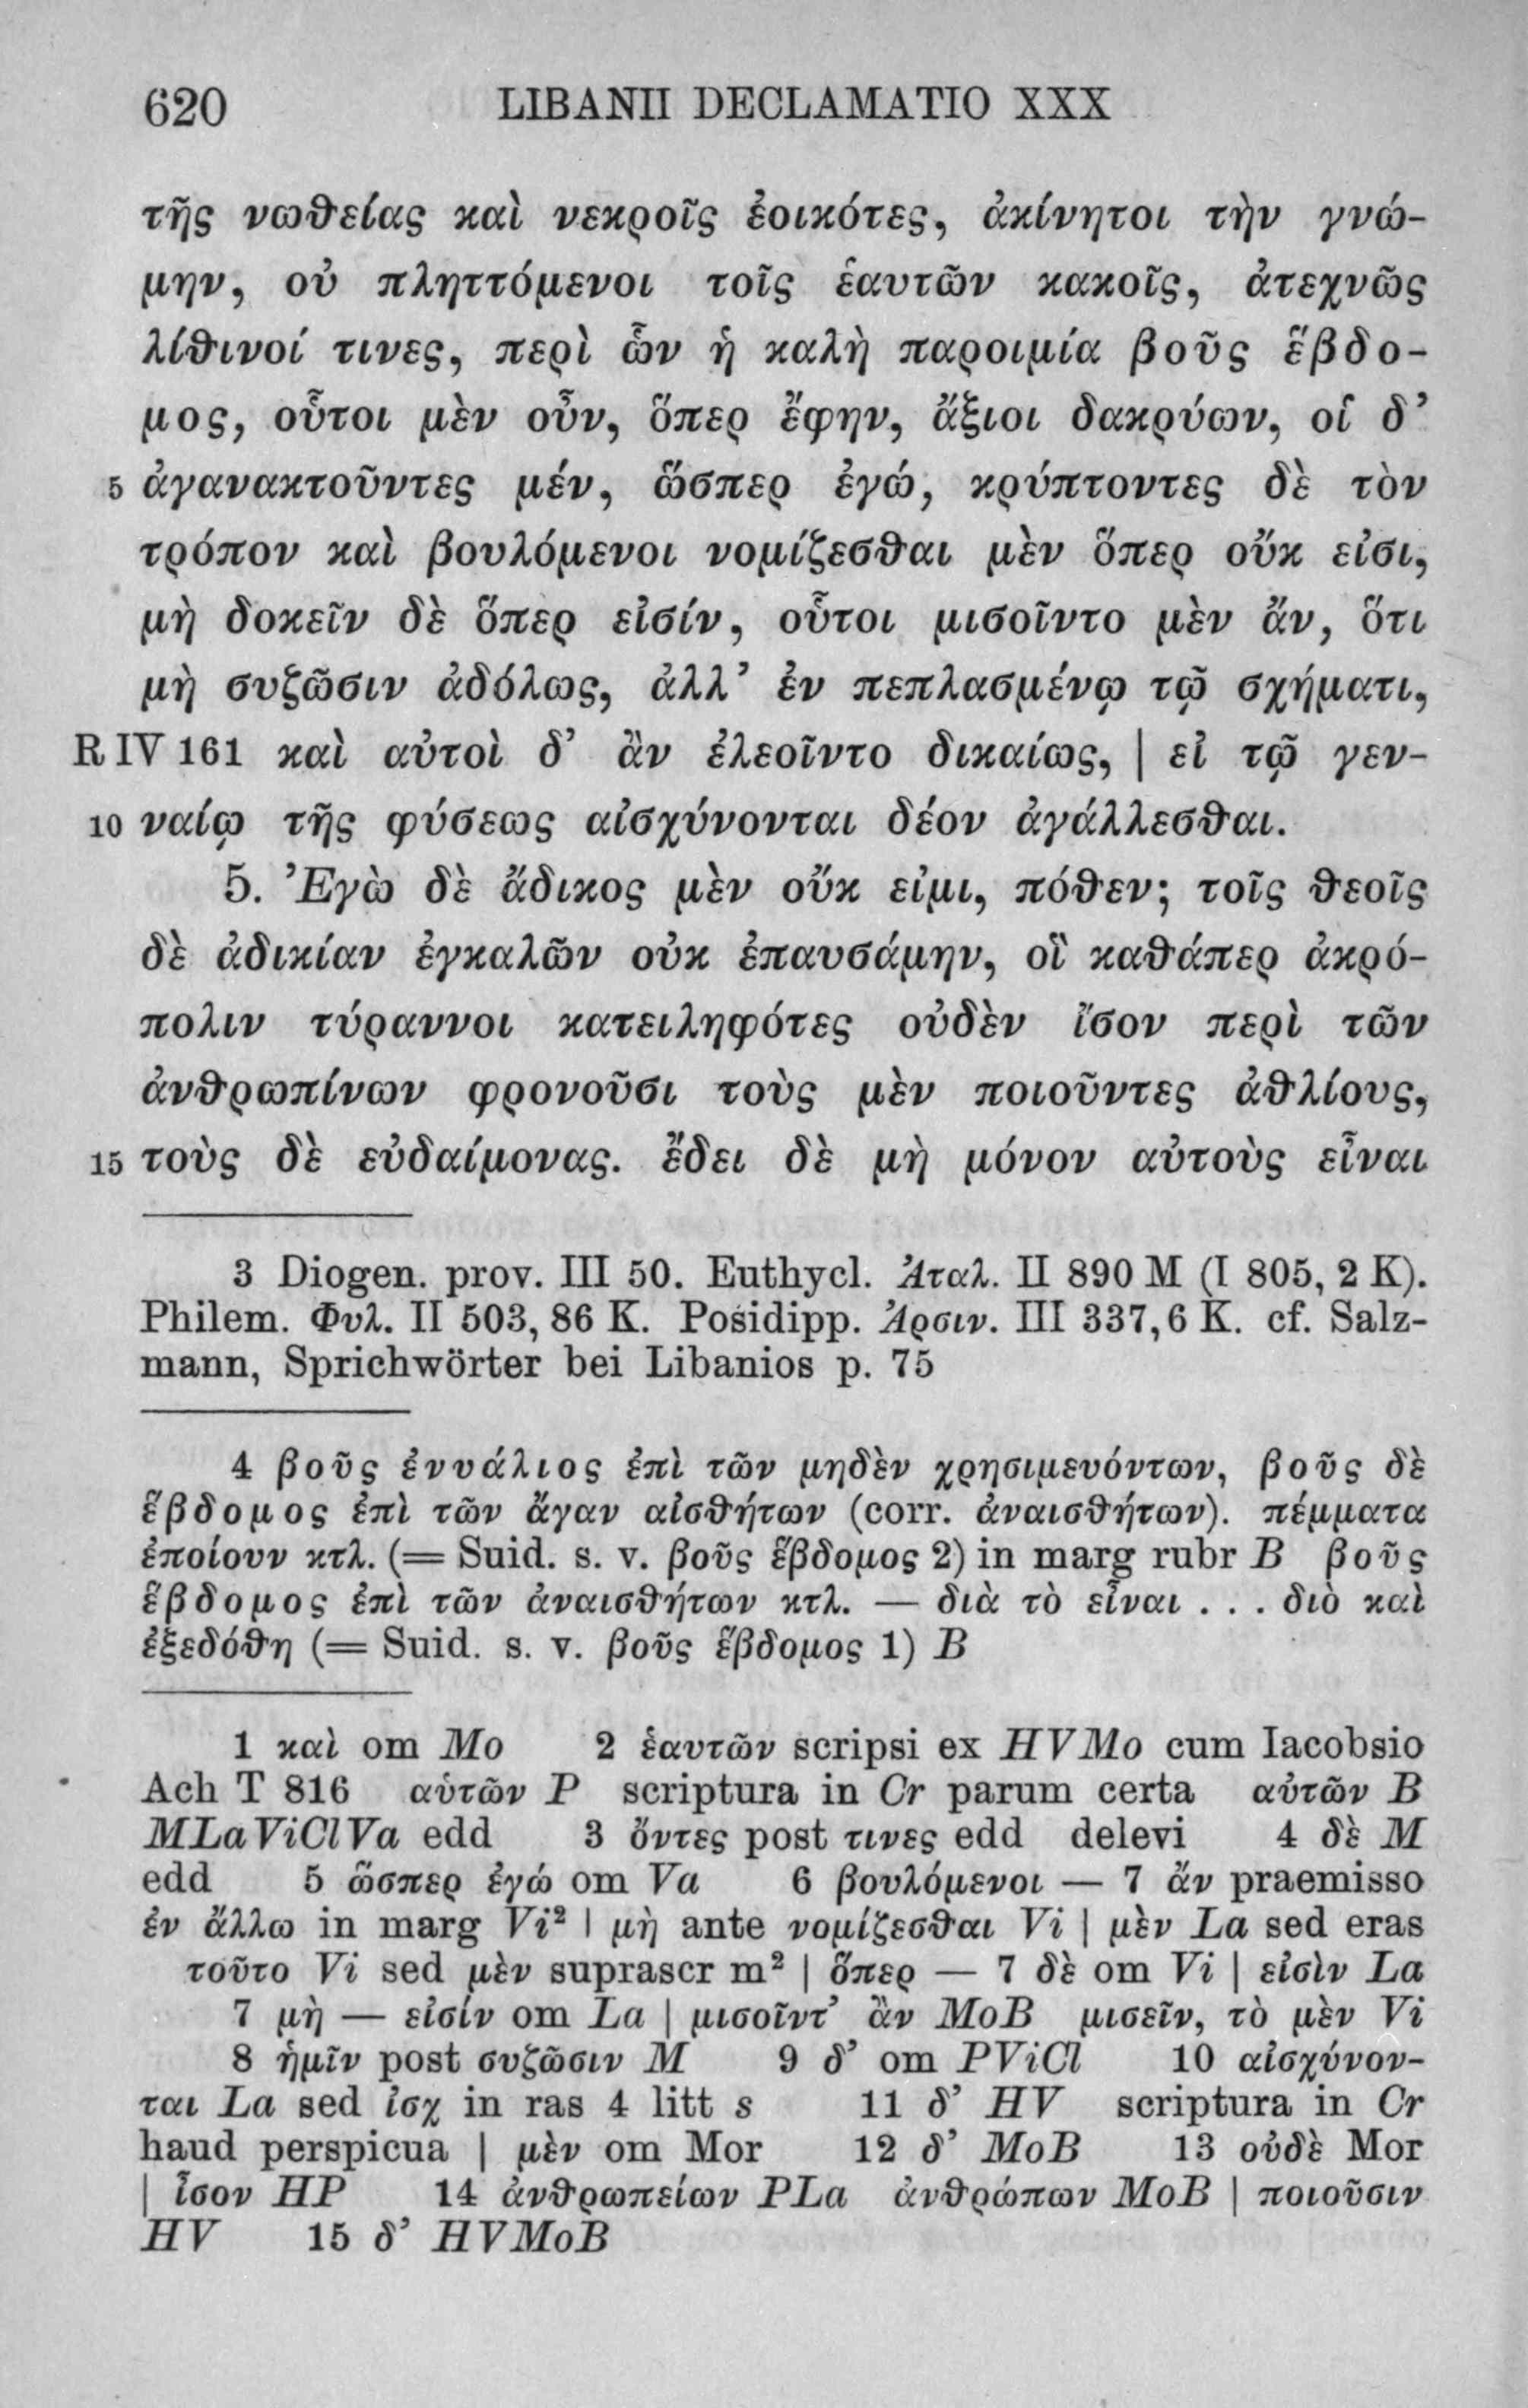 620 LIBANII DECLAMATIO XXX
τῆς νωθείας καὶ νεκροῖς ἐοικότες, ἀκίνητοι τὴν γνώ-
μην, οὐ πληττόμενοι τοῖς ἑαυτῶν κακοῖς, ἀτεχνῶς
λίθινοί τινες, περὶ ὧν ἡ καλὴ παροιμία βοῦς ἕβδο-
μος, οὗτοι μὲν οὖν, ὅπερ ἔφην, ἄξιοι δακρύων, οἱ δ’
5 ἀγανακτοῦντες μέν, ὥσπερ ἐγώ, κρύπτοντες δὲ τὸν
τρόπον καὶ βουλόμενοι νομίζεσθαι μὲν ὅπερ οὔκ εἰσι,
μὴ δοκεῖν δὲ ὅπερ εἰσίν, οὗτοι μισοῖντο μὲν ἄν, ὅτι
μὴ συζῶσιν ἀδόλως, ἀλλ’ ἐν πεπλασμένῳ τῷ σχήματι,
R IV 161 καὶ αὐτοὶ δ’ ἂν ἐλεοῖντο δικαίως, | εἰ τῷ γεν-
10 ναίῳ τῆς φύσεως αἰσχύνονται δέον ἀγάλλεσθαι.
5. Ἐγὼ δὲ ἄδικος μὲν οὔκ εἰμι, πόθεν; τοῖς θεοῖς
δὲ ἀδικίαν ἐγκαλῶν οὐκ ἐπαυσάμην, οἳ καθάπερ ἀκρό-
πολιν τύραννοι κατειληφότες οὐδὲν ἴσον περὶ τῶν
ἀνθρωπίνων φρονοῦσι τοὺς μὲν ποιοῦντες ἀθλίους,
15 τοὺς δὲ εὐδαίμονας. ἔδει δὲ μὴ μόνον αὐτοὺς εἶναι
3 Diogen. prov. III 50. Euthycl. Ἀταλ. II 890 M (I 805, 2 K).
Philem. Φυλ. II 503, 86 K. Posidipp. Ἀρσιν. III 337,6 K. cf. Salz-
mann, Sprichwörter bei Libanios p. 75
4 βοῦς ἐννάλιος ἐπὶ τῶν μηδὲν χρησιμευόντων, βοῦς δὲ
ἕβδομος ἐπὶ τῶν ἄγαν αἰσθήτων (corr. ἀναισθήτων). πέμματα
ἐποίουν κτλ. (= Suid. s. v. βοῦς ἕβδομος 2) in marg rubr B βοῦς
ἕβδομος ἐπὶ τῶν ἀναισθήτων κτλ. — διὰ τὸ εἶναι . . . διὸ καὶ
ἐξεδόθη (= Suid. s. v. βοῦς ἕβδομος 1) B
1 καὶ om Mo 2 ἑαυτῶν scripsi ex HVMo cum Iacobsio
Ach T 816 αὑτῶν P scriptura in Cr parum certa αὐτῶν B
MLaViClVa edd 3 ὄντες post τινες edd delevi 4 δὲ M
edd 5 ὥσπερ ἐγώ om Va 6 βουλόμενοι — 7 ἄν praemisso
ἐν ἄλλω in marg Vi² | μὴ ante νομίζεσθαι Vi | μὲν La sed eras
τοῦτο Vi sed μὲν suprascr m² | ὅπερ — 7 δὲ om Vi | εἰσὶν La
7 μὴ — εἰσίν om La | μισοῖντ’ ἂν MoB μισεῖν, τὸ μὲν Vi
8 ἡμῖν post συζῶσιν M 9 δ’ om PViCl 10 αἰσχύνον-
ται La sed ἰσχ in ras 4 litt s 11 δ’ HV scriptura in Cr
haud perspicua | μὲν om Mor 12 δ’ MoB 13 οὐδὲ Mor
| ἶσον HP 14 ἀνθρωπείων PLa ἀνθρώπων MoB | ποιοῦσιν
HV 15 δ’ HVMoB